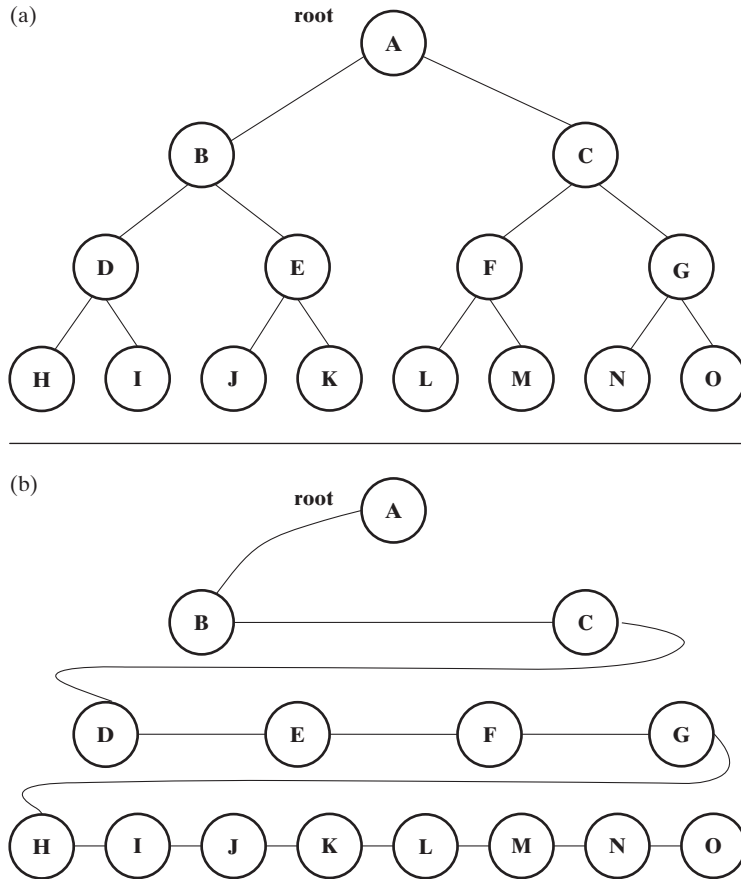 (a)
root
A
B C
D E F G
H I J K L M N O
(b)
root
A
B C
D E F G
H I J K L M N O